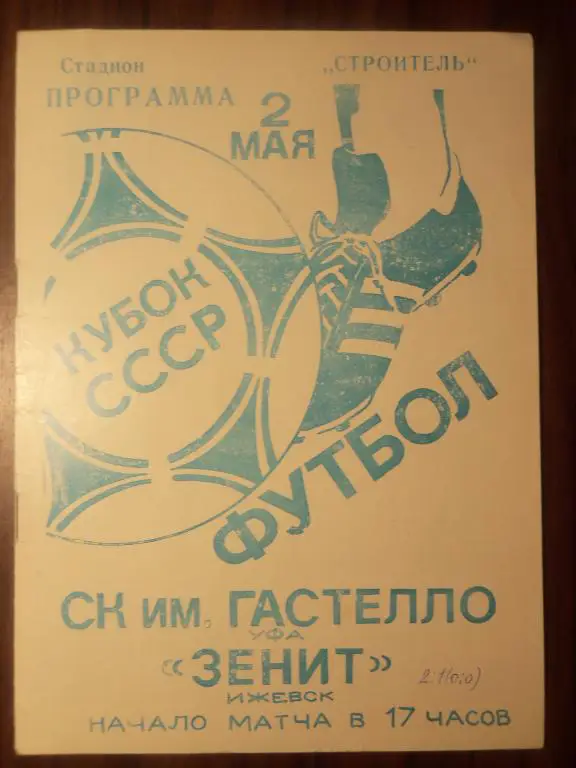 Стадион „СТРОИТЕЛЬ"
ПРОГРАММА
2
МАЯ
КУБОК
СССР
ФУТБОЛ
СК ИМ. ГАСТЕЛЛО
УФА
«ЗЕНИТ»
2:1(0:0)
ИЖЕВСК
НАЧАЛО МАТЧА В 17 ЧАСОВ